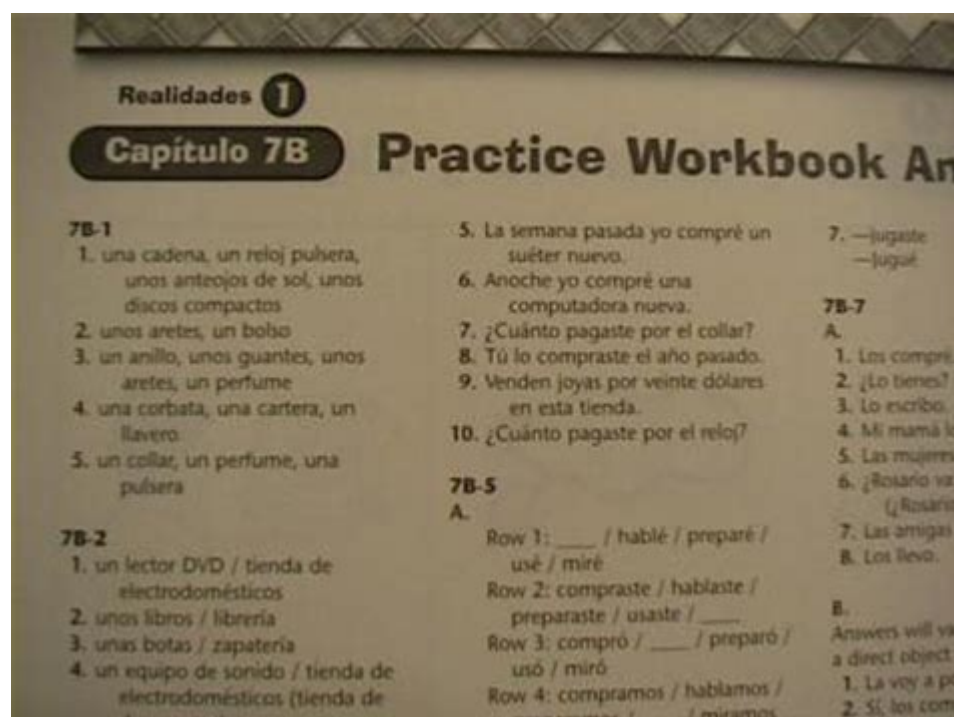 Realidades 1
Capítulo 7B
Practice Workbook
7B-1
1. una cadena, un reloj pulsera,
unos anteojos de sol, unos
discos compactos
2. unos aretes, un bolso
3. un anillo, unos guantes, unos
aretes, un perfume
4. una corbata, una cartera, un
llavero
5. un collar, un perfume, una
pulsera
7B-2
1. un lector DVD / tienda de
electrodomésticos
2. unos libros / librería
3. unas botas / zapatería
4. un equipo de sonido / tienda de
electrodomésticos (tienda de
5. La semana pasada yo compré un
suéter nuevo.
6. Anoche yo compré una
computadora nueva.
7. ¿Cuánto pagaste por el collar?
8. Tú lo compraste el año pasado.
9. Venden joyas por veinte dólares
en esta tienda.
10. ¿Cuánto pagaste por el reloj?
7B-5
A.
Row 1: ____ / hablé / preparé /
usé / miré
Row 2: compraste / hablaste /
preparaste / usaste / ____
Row 3: compró / ____ / preparó /
usó / miró
Row 4: compramos / hablamos /
/ miramos
7. —jugaste
—Jugué
7B-7
A.
1. Los compré.
2. ¿Lo tienes?
3. Lo escribo.
4. Mi mamá
5. Las mujeres
6. ¿Rosario
(¿Rosario
7. Las amigas
8. Los llevo.
B.
Answers will
a direct object
1. La voy a
2. Sí, los